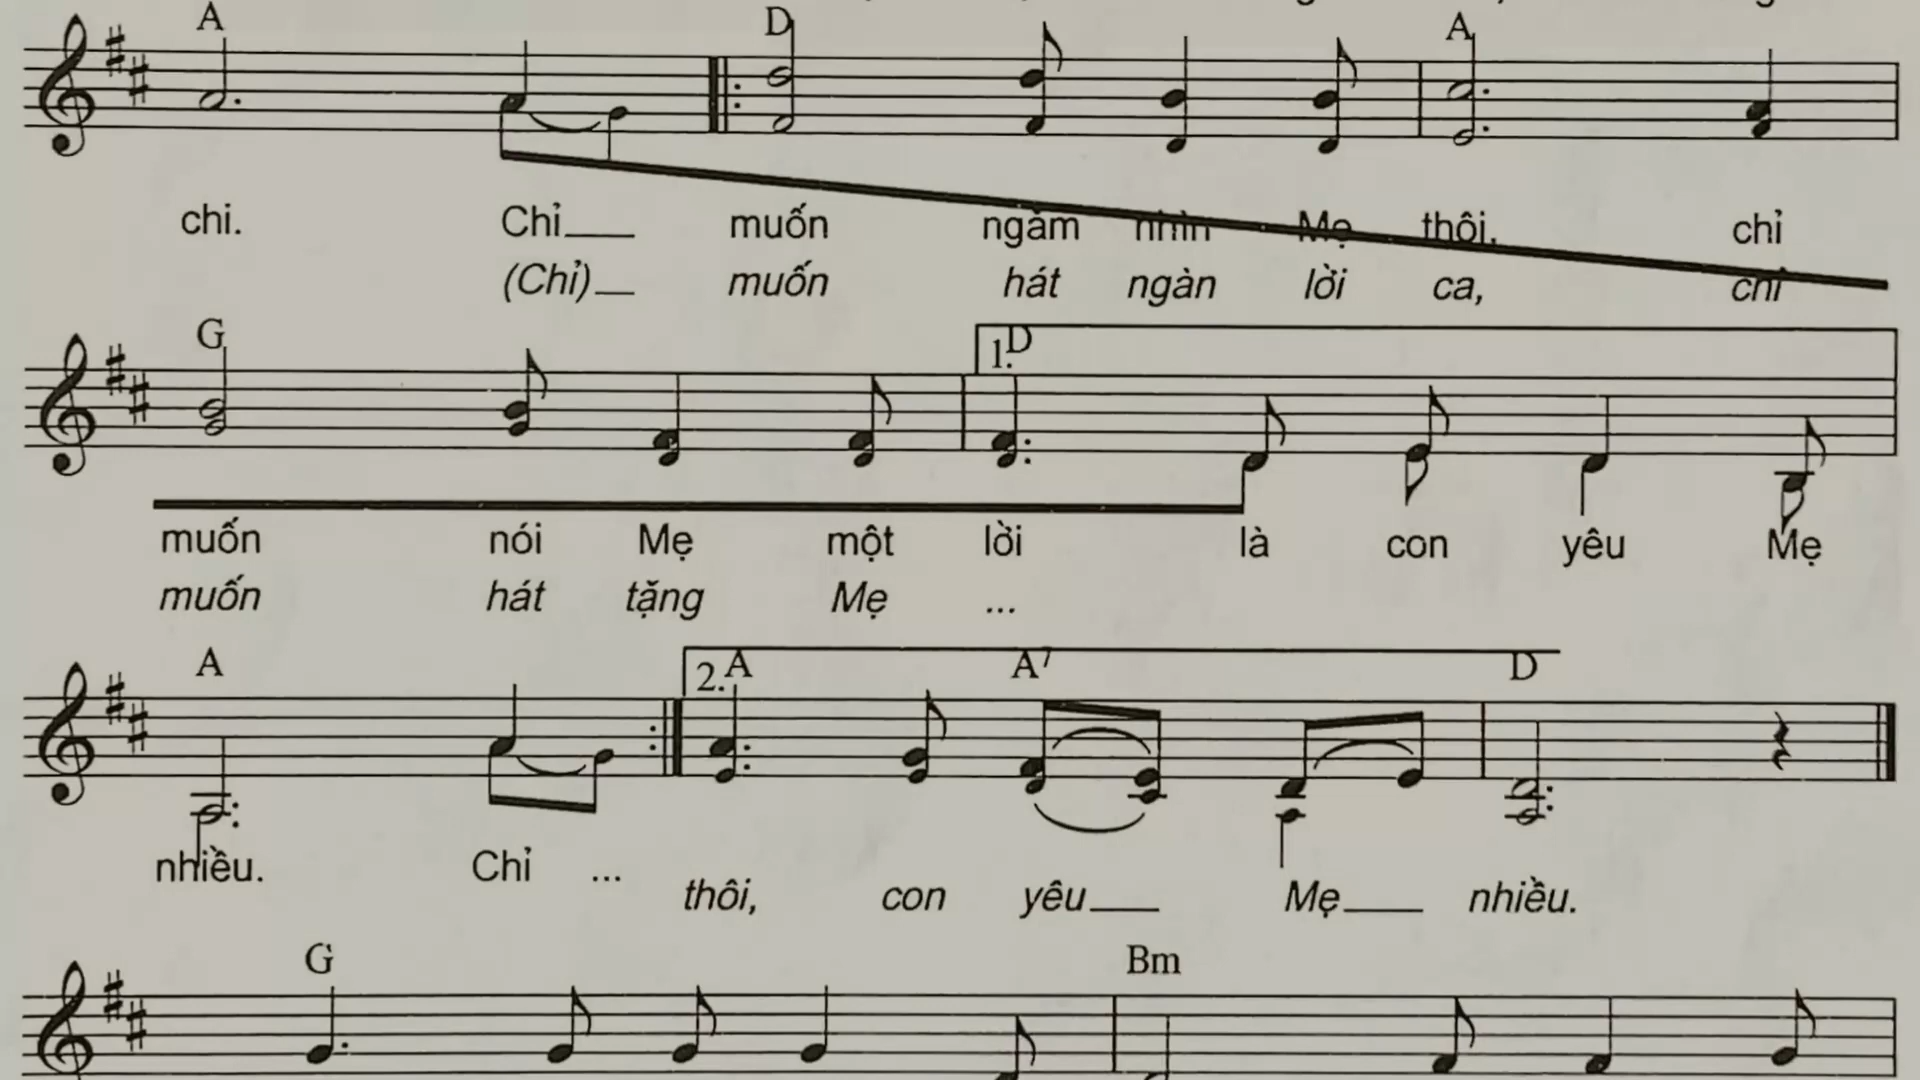 A D A
chi. Chỉ muốn ngắm nhìn Mẹ thôi, chỉ
(Chỉ) muốn hát ngàn lời ca, chỉ
G 1. D
muốn nói Mẹ một lời là con yêu Mẹ
muốn hát tặng Mẹ ...
A 2. A A7 D
nhiều. Chỉ ...
thôi, con yêu Mẹ nhiều.
G Bm